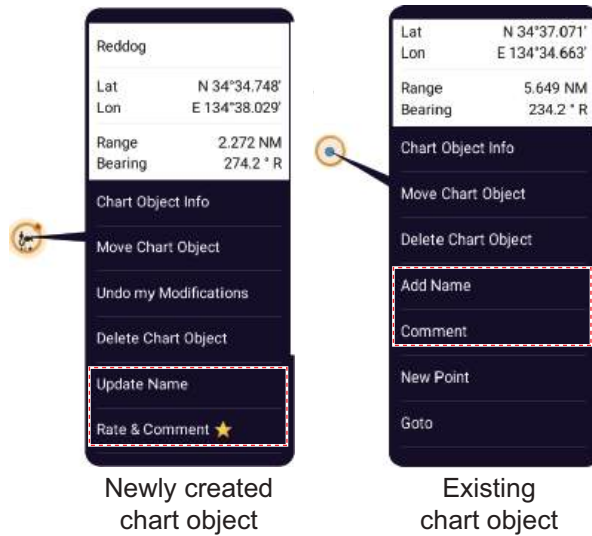 Reddog
Lat N 34°34.748'
Lon E 134°38.029'
Range 2.272 NM
Bearing 274.2 ° R
Chart Object Info
Move Chart Object
Undo my Modifications
Delete Chart Object
Update Name
Rate & Comment
Newly created
chart object
Lat N 34°37.071'
Lon E 134°34.663'
Range 5.649 NM
Bearing 234.2 ° R
Chart Object Info
Move Chart Object
Delete Chart Object
Add Name
Comment
New Point
Goto
Existing
chart object